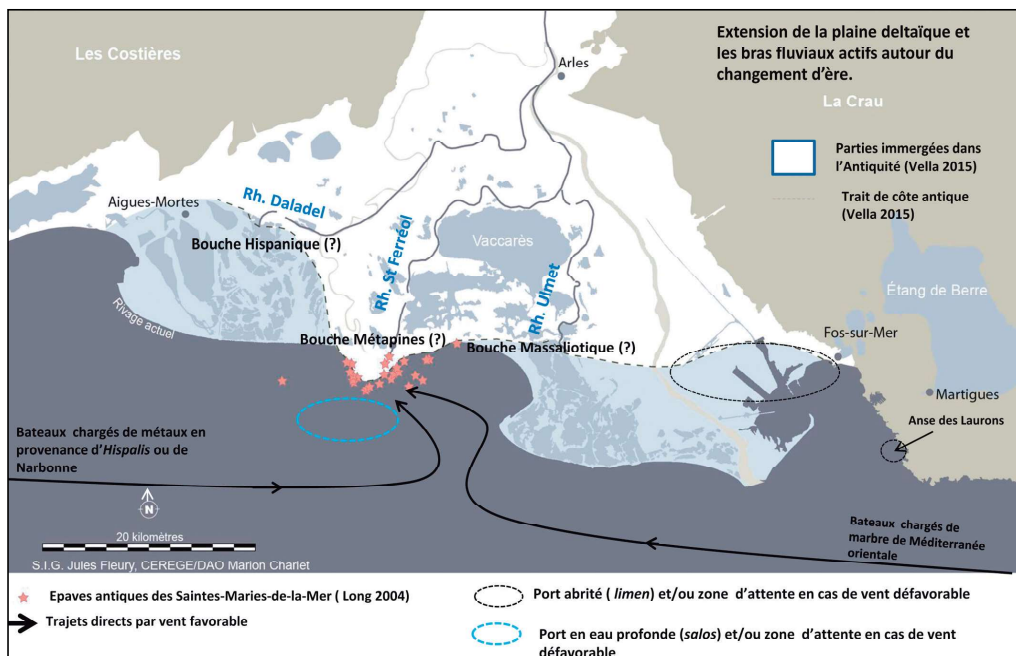 Extension de la plaine deltaïque et
les bras fluviaux actifs autour du
changement d'ère.
Les Costières
Arles
La Crau
Parties immergées dans
l'Antiquité (Vella 2015)
Trait de côte antique
(Vella 2015)
Aigues-Mortes
Rh. Daladel
Bouche Hispanique (?)
Rh. St Ferréol
Vaccarès
Rh. Ulmet
Étang de Berre
Rivage actuel
Bouche Métapines (?)
Bouche Massaliotique (?)
Fos-sur-Mer
Martigues
Anse des Laurons
Bateaux chargés de métaux en
provenance d'Hispalis ou de
Narbonne
N
20 kilomètres
S.I.G. Jules Fleury, CEREGE/DAO Marion Charlet
Bateaux chargés de
marbre de Méditerranée
orientale
Epaves antiques des Saintes-Maries-de-la-Mer ( Long 2004)
Trajets directs par vent favorable
Port abrité ( limen) et/ou zone d'attente en cas de vent défavorable
Port en eau profonde (salos) et/ou zone d'attente en cas de vent
défavorable